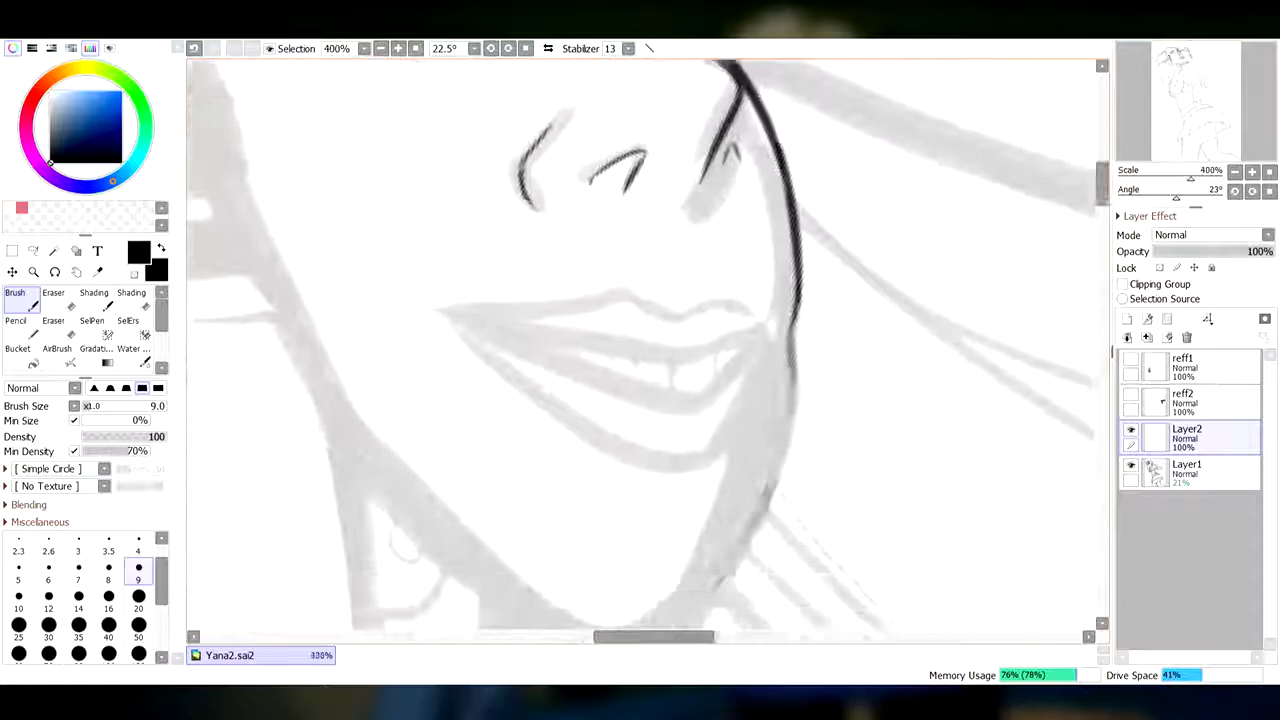 Selection 400% 22.5° Stabilizer 13
T
Brush Eraser Shading Shading
Pencil Eraser SelPen SelErs
Bucket AirBrush Gradati... Water ...
Normal
Brush Size x1.0 9.0
Min Size 0%
Density 100
Min Density 70%
[ Simple Circle ]
[ No Texture ]
Blending
Miscellaneous
2.3 2.6 3 3.5 4
5 6 7 8 9
10 12 14 16 20
25 30 35 40 50
Yana2.sai2
Scale 400%
Angle 23°
Layer Effect
Mode Normal
Opacity 100%
Lock
Clipping Group
Selection Source
reff1
Normal
100%
reff2
Normal
100%
Layer2
Normal
100%
Layer1
Normal
21%
Memory Usage 76% (78%) Drive Space 41%